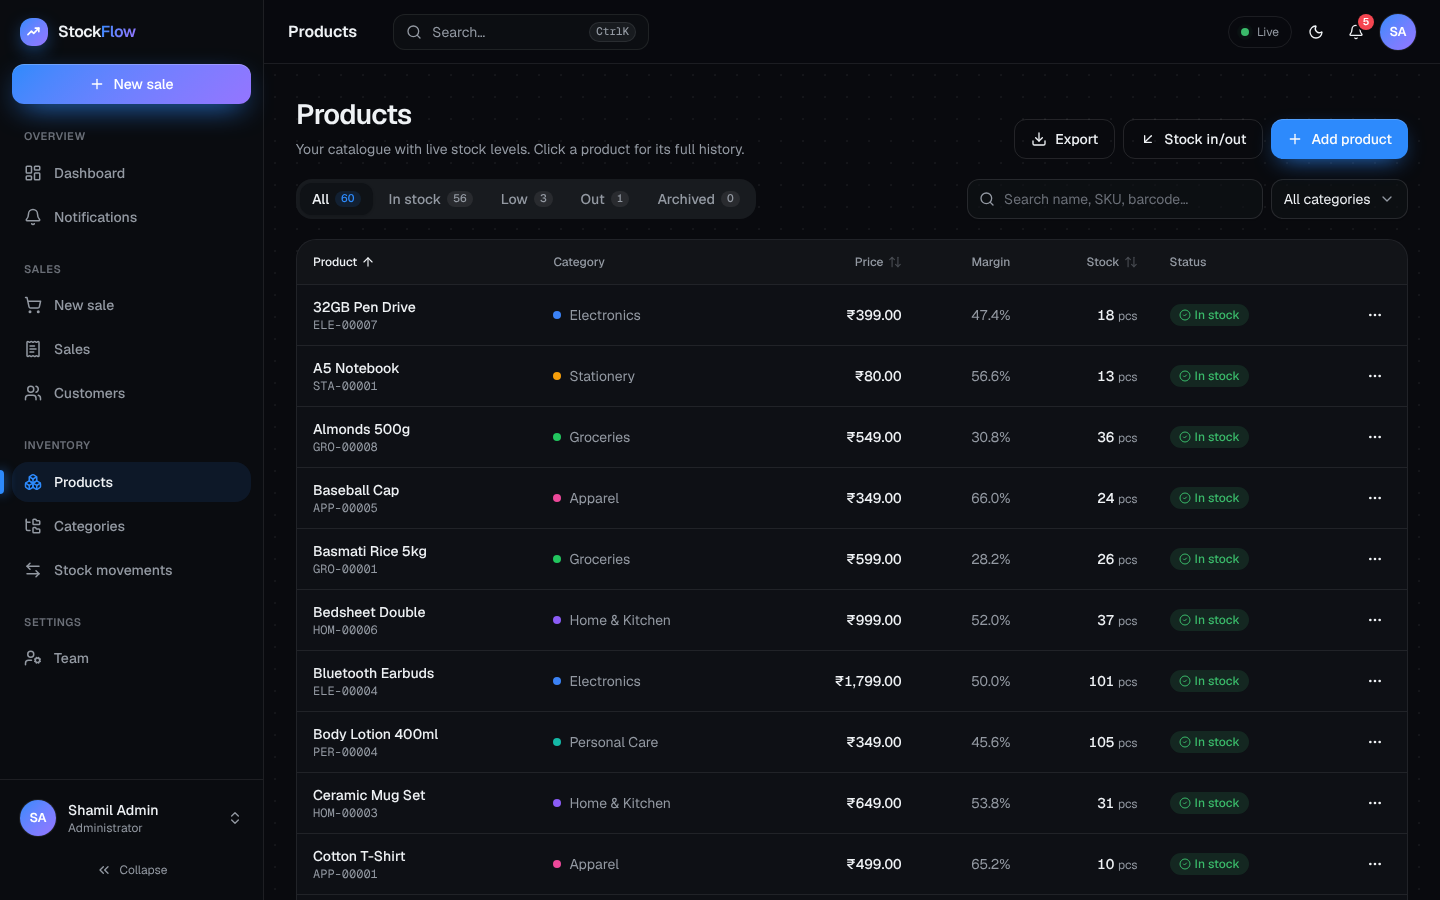 StockFlow
New sale
OVERVIEW
Dashboard
Notifications
SALES
New sale
Sales
Customers
INVENTORY
Products
Categories
Stock movements
SETTINGS
Team
SA
Shamil Admin
Administrator
Collapse
Products
Search...
CtrlK
Live
5
SA
Products
Your catalogue with live stock levels. Click a product for its full history.
Export
Stock in/out
Add product
All 60 In stock 56 Low 3 Out 1 Archived 0
Search name, SKU, barcode...
All categories
Product Category Price Margin Stock Status
32GB Pen Drive Electronics ₹399.00 47.4% 18 pcs In stock
ELE-00007
A5 Notebook Stationery ₹80.00 56.6% 13 pcs In stock
STA-00001
Almonds 500g Groceries ₹549.00 30.8% 36 pcs In stock
GRO-00008
Baseball Cap Apparel ₹349.00 66.0% 24 pcs In stock
APP-00005
Basmati Rice 5kg Groceries ₹599.00 28.2% 26 pcs In stock
GRO-00001
Bedsheet Double Home & Kitchen ₹999.00 52.0% 37 pcs In stock
HOM-00006
Bluetooth Earbuds Electronics ₹1,799.00 50.0% 101 pcs In stock
ELE-00004
Body Lotion 400ml Personal Care ₹349.00 45.6% 105 pcs In stock
PER-00004
Ceramic Mug Set Home & Kitchen ₹649.00 53.8% 31 pcs In stock
HOM-00003
Cotton T-Shirt Apparel ₹499.00 65.2% 10 pcs In stock
APP-00001